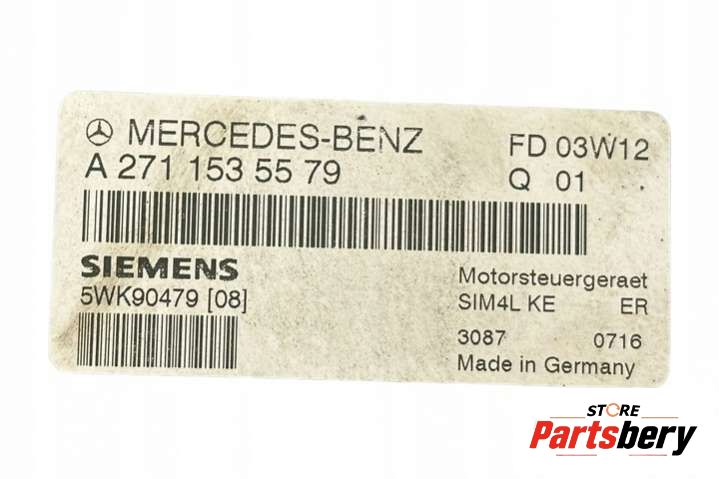 MERCEDES-BENZ FD 03W12
A 271 153 55 79 Q 01
SIEMENS Motorsteuergeraet
5WK90479 [08] SIM4L KE ER
3087 0716
Made in Germany
STORE
Partsbery